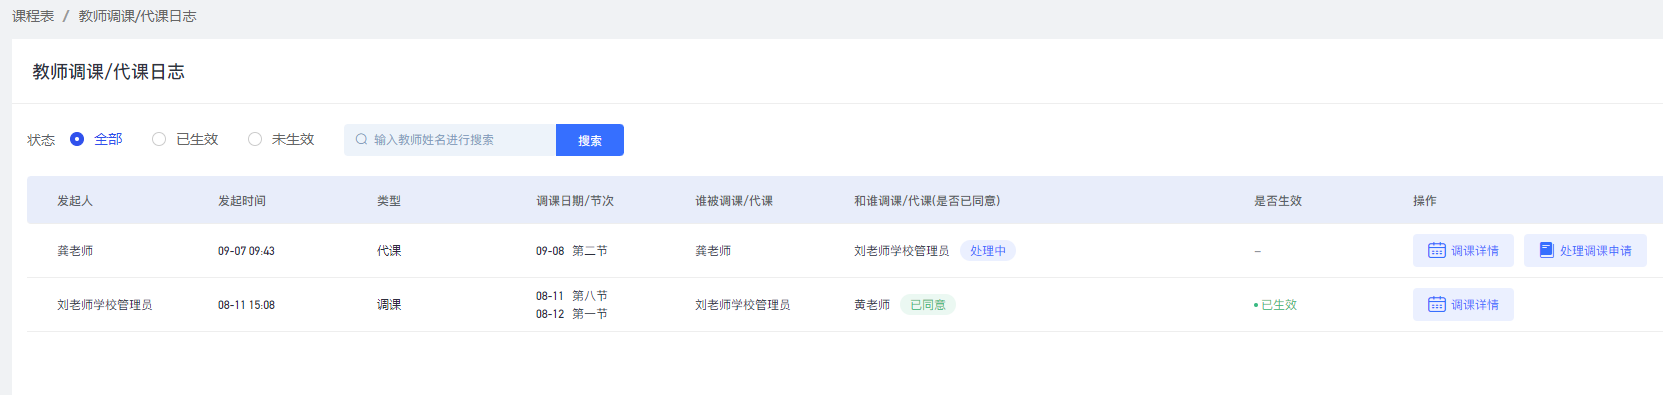 课程表 / 教师调课/代课日志
教师调课/代课日志
状态 全部 已生效 未生效 输入教师姓名进行搜索 搜索
发起人 发起时间 类型 调课日期/节次 谁被调课/代课 和谁调课/代课(是否已同意) 是否生效 操作
龚老师 09-07 09:43 代课 09-08 第二节 龚老师 刘老师学校管理员 处理中 – 调课详情 处理调课申请
刘老师学校管理员 08-11 15:08 调课 08-11 第八节 刘老师学校管理员 黄老师 已同意 已生效 调课详情
08-12 第一节